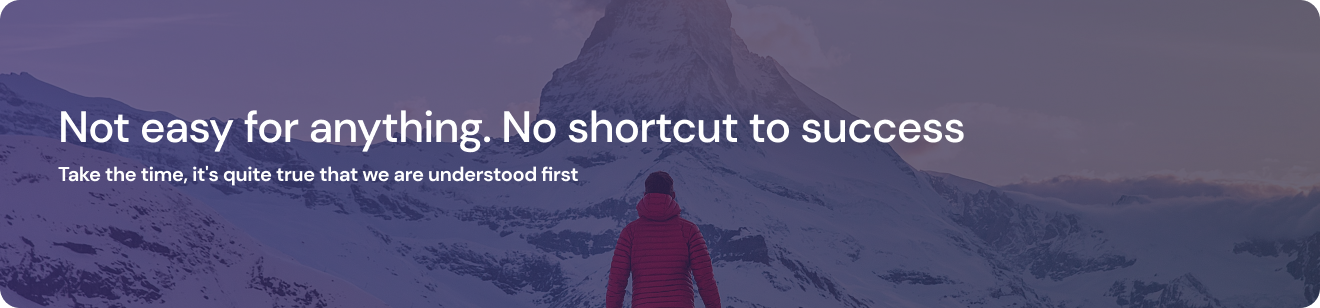 Not easy for anything. No shortcut to success
Take the time, it's quite true that we are understood first